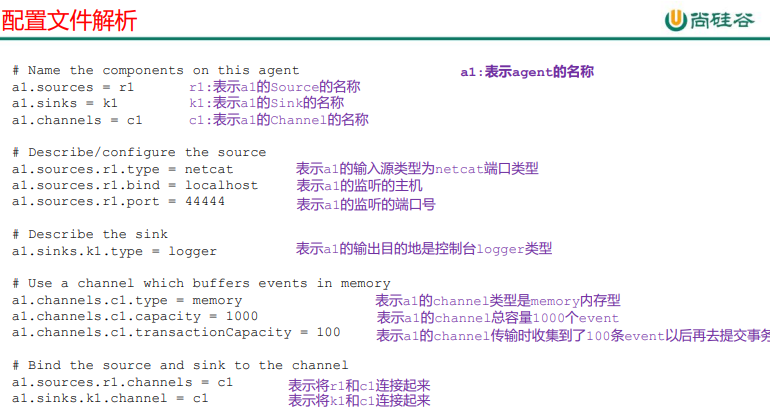 配置文件解析
尚硅谷
# Name the components on this agent a1:表示agent的名称
a1.sources = r1 r1:表示a1的Source的名称
a1.sinks = k1 k1:表示a1的Sink的名称
a1.channels = c1 c1:表示a1的Channel的名称
# Describe/configure the source
a1.sources.r1.type = netcat 表示a1的输入源类型为netcat端口类型
a1.sources.r1.bind = localhost 表示a1的监听的主机
a1.sources.r1.port = 44444 表示a1的监听的端口号
# Describe the sink
a1.sinks.k1.type = logger 表示a1的输出目的地是控制台logger类型
# Use a channel which buffers events in memory
a1.channels.c1.type = memory 表示a1的channel类型是memory内存型
a1.channels.c1.capacity = 1000 表示a1的channel总容量1000个event
a1.channels.c1.transactionCapacity = 100 表示a1的channel传输时收集到了100条event以后再去提交事务
# Bind the source and sink to the channel
a1.sources.r1.channels = c1 表示将r1和c1连接起来
a1.sinks.k1.channel = c1 表示将k1和c1连接起来